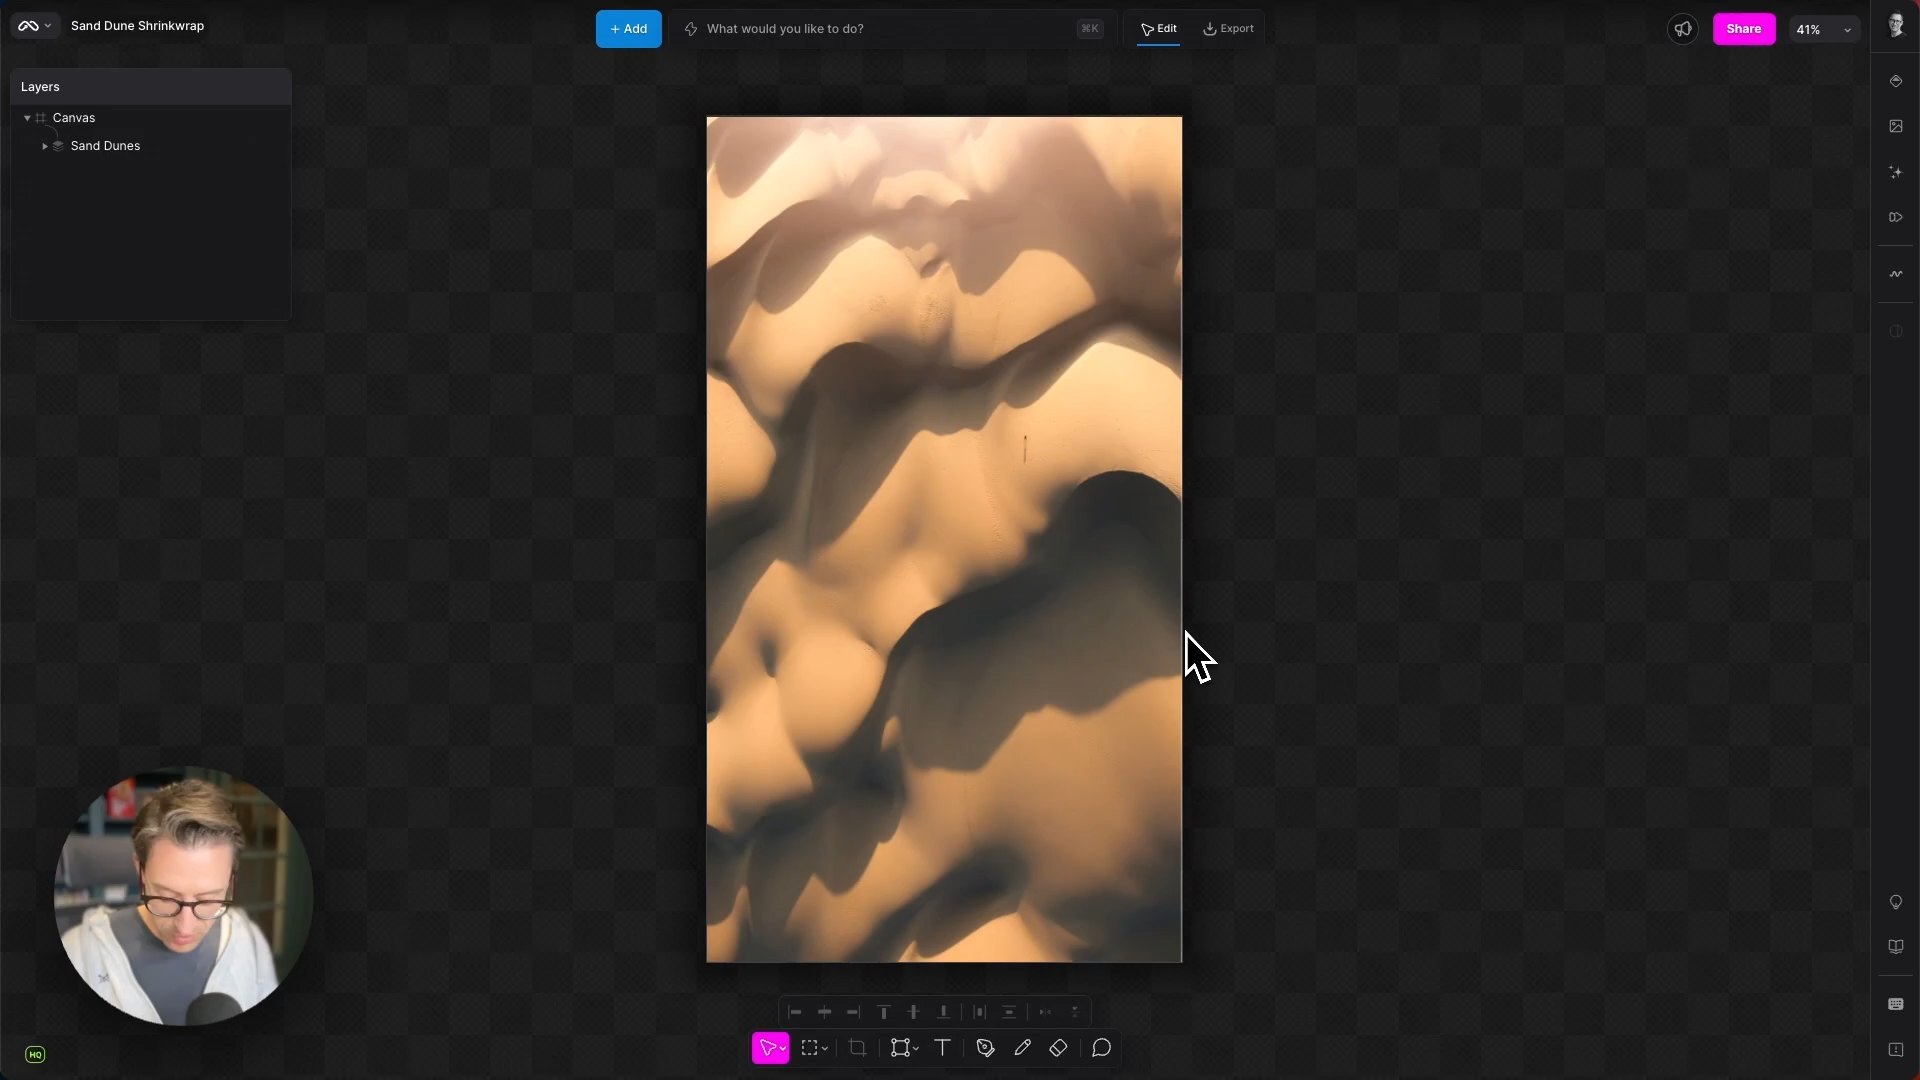 Sand Dune Shrinkwrap
+ Add
What would you like to do?
⌘K
Edit
Export
Share
41%
Layers
Canvas
Sand Dunes
HQ